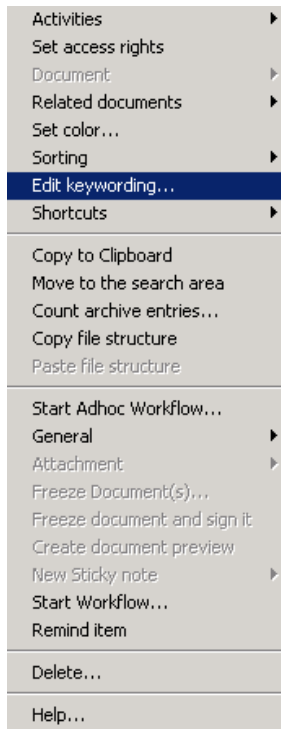 Activities
Set access rights
Document
Related documents
Set color...
Sorting
Edit keywording...
Shortcuts
Copy to Clipboard
Move to the search area
Count archive entries...
Copy file structure
Paste file structure
Start Adhoc Workflow...
General
Attachment
Freeze Document(s)...
Freeze document and sign it
Create document preview
New Sticky note
Start Workflow...
Remind item
Delete...
Help...